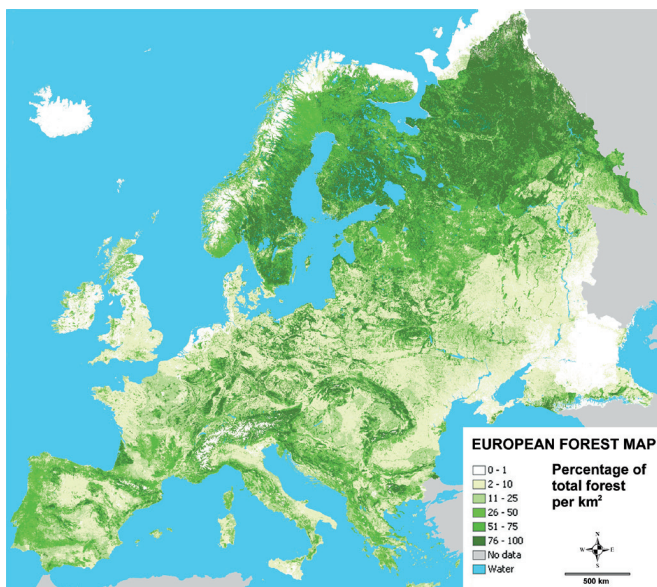 EUROPEAN FOREST MAP
0 - 1
2 - 10
11 - 25
26 - 50
51 - 75
76 - 100
No data
Water
Percentage of
total forest
per km²
N
W E
S
500 km